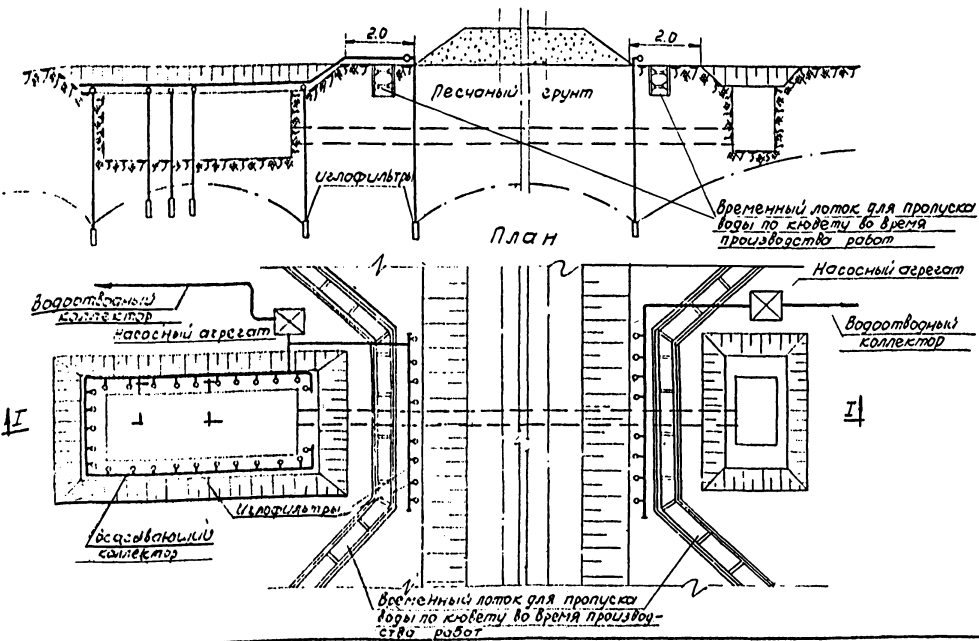 2.0
2.0
Песчаный грунт
иглофильтры
Временный лоток для пропуска
воды по кювету во время
производства работ
План
Насосный агрегат
Водоотводный
коллектор
Насосный агрегат
Водоотводный
коллектор
I
I
Иглофильтры
Всасывающий
коллектор
Временный лоток для пропуска
воды по кювету во время производ-
ства работ